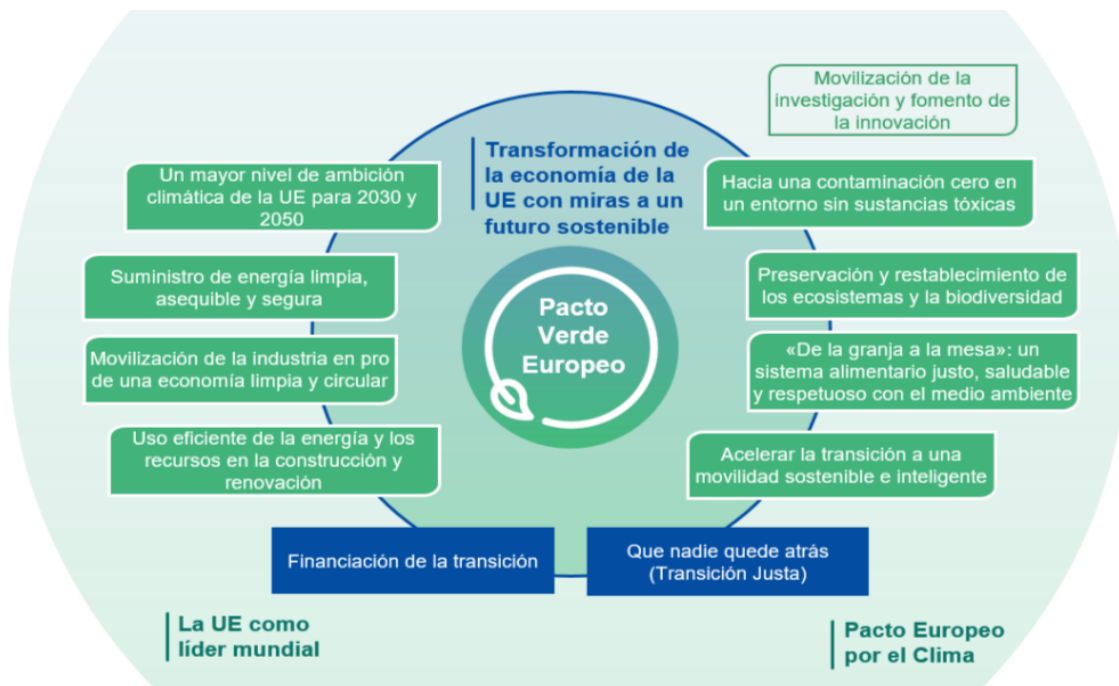 Movilización de la
investigación y fomento de
la innovación
Transformación de
la economía de la
UE con miras a un
futuro sostenible
Un mayor nivel de ambición
climática de la UE para 2030 y
2050
Hacia una contaminación cero en
un entorno sin sustancias tóxicas
Suministro de energía limpia,
asequible y segura
Preservación y restablecimiento de
los ecosistemas y la biodiversidad
Pacto
Verde
Europeo
Movilización de la industria en pro
de una economía limpia y circular
«De la granja a la mesa»: un
sistema alimentario justo, saludable
y respetuoso con el medio ambiente
Uso eficiente de la energía y los
recursos en la construcción y
renovación
Acelerar la transición a una
movilidad sostenible e inteligente
Financiación de la transición
Que nadie quede atrás
(Transición Justa)
La UE como
líder mundial
Pacto Europeo
por el Clima